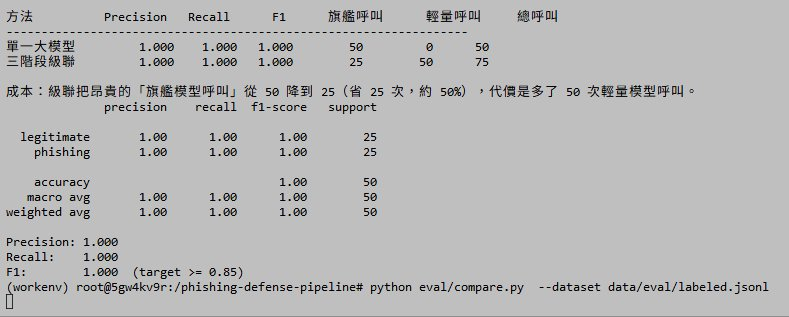 方法 Precision Recall F1 旗艦呼叫 輕量呼叫 總呼叫
----------------------------------------------------------------------
單一大模型 1.000 1.000 1.000 50 0 50
三階段級聯 1.000 1.000 1.000 25 50 75
成本：級聯把昂貴的「旗艦模型呼叫」從 50 降到 25（省 25 次，約 50%），代價是多了 50 次輕量模型呼叫。
precision recall f1-score support
legitimate 1.00 1.00 1.00 25
phishing 1.00 1.00 1.00 25
accuracy 1.00 50
macro avg 1.00 1.00 1.00 50
weighted avg 1.00 1.00 1.00 50
Precision: 1.000
Recall: 1.000
F1: 1.000 (target >= 0.85)
(workenv) root@5gw4kv9r:/phishing-defense-pipeline# python eval/compare.py --dataset data/eval/labeled.jsonl